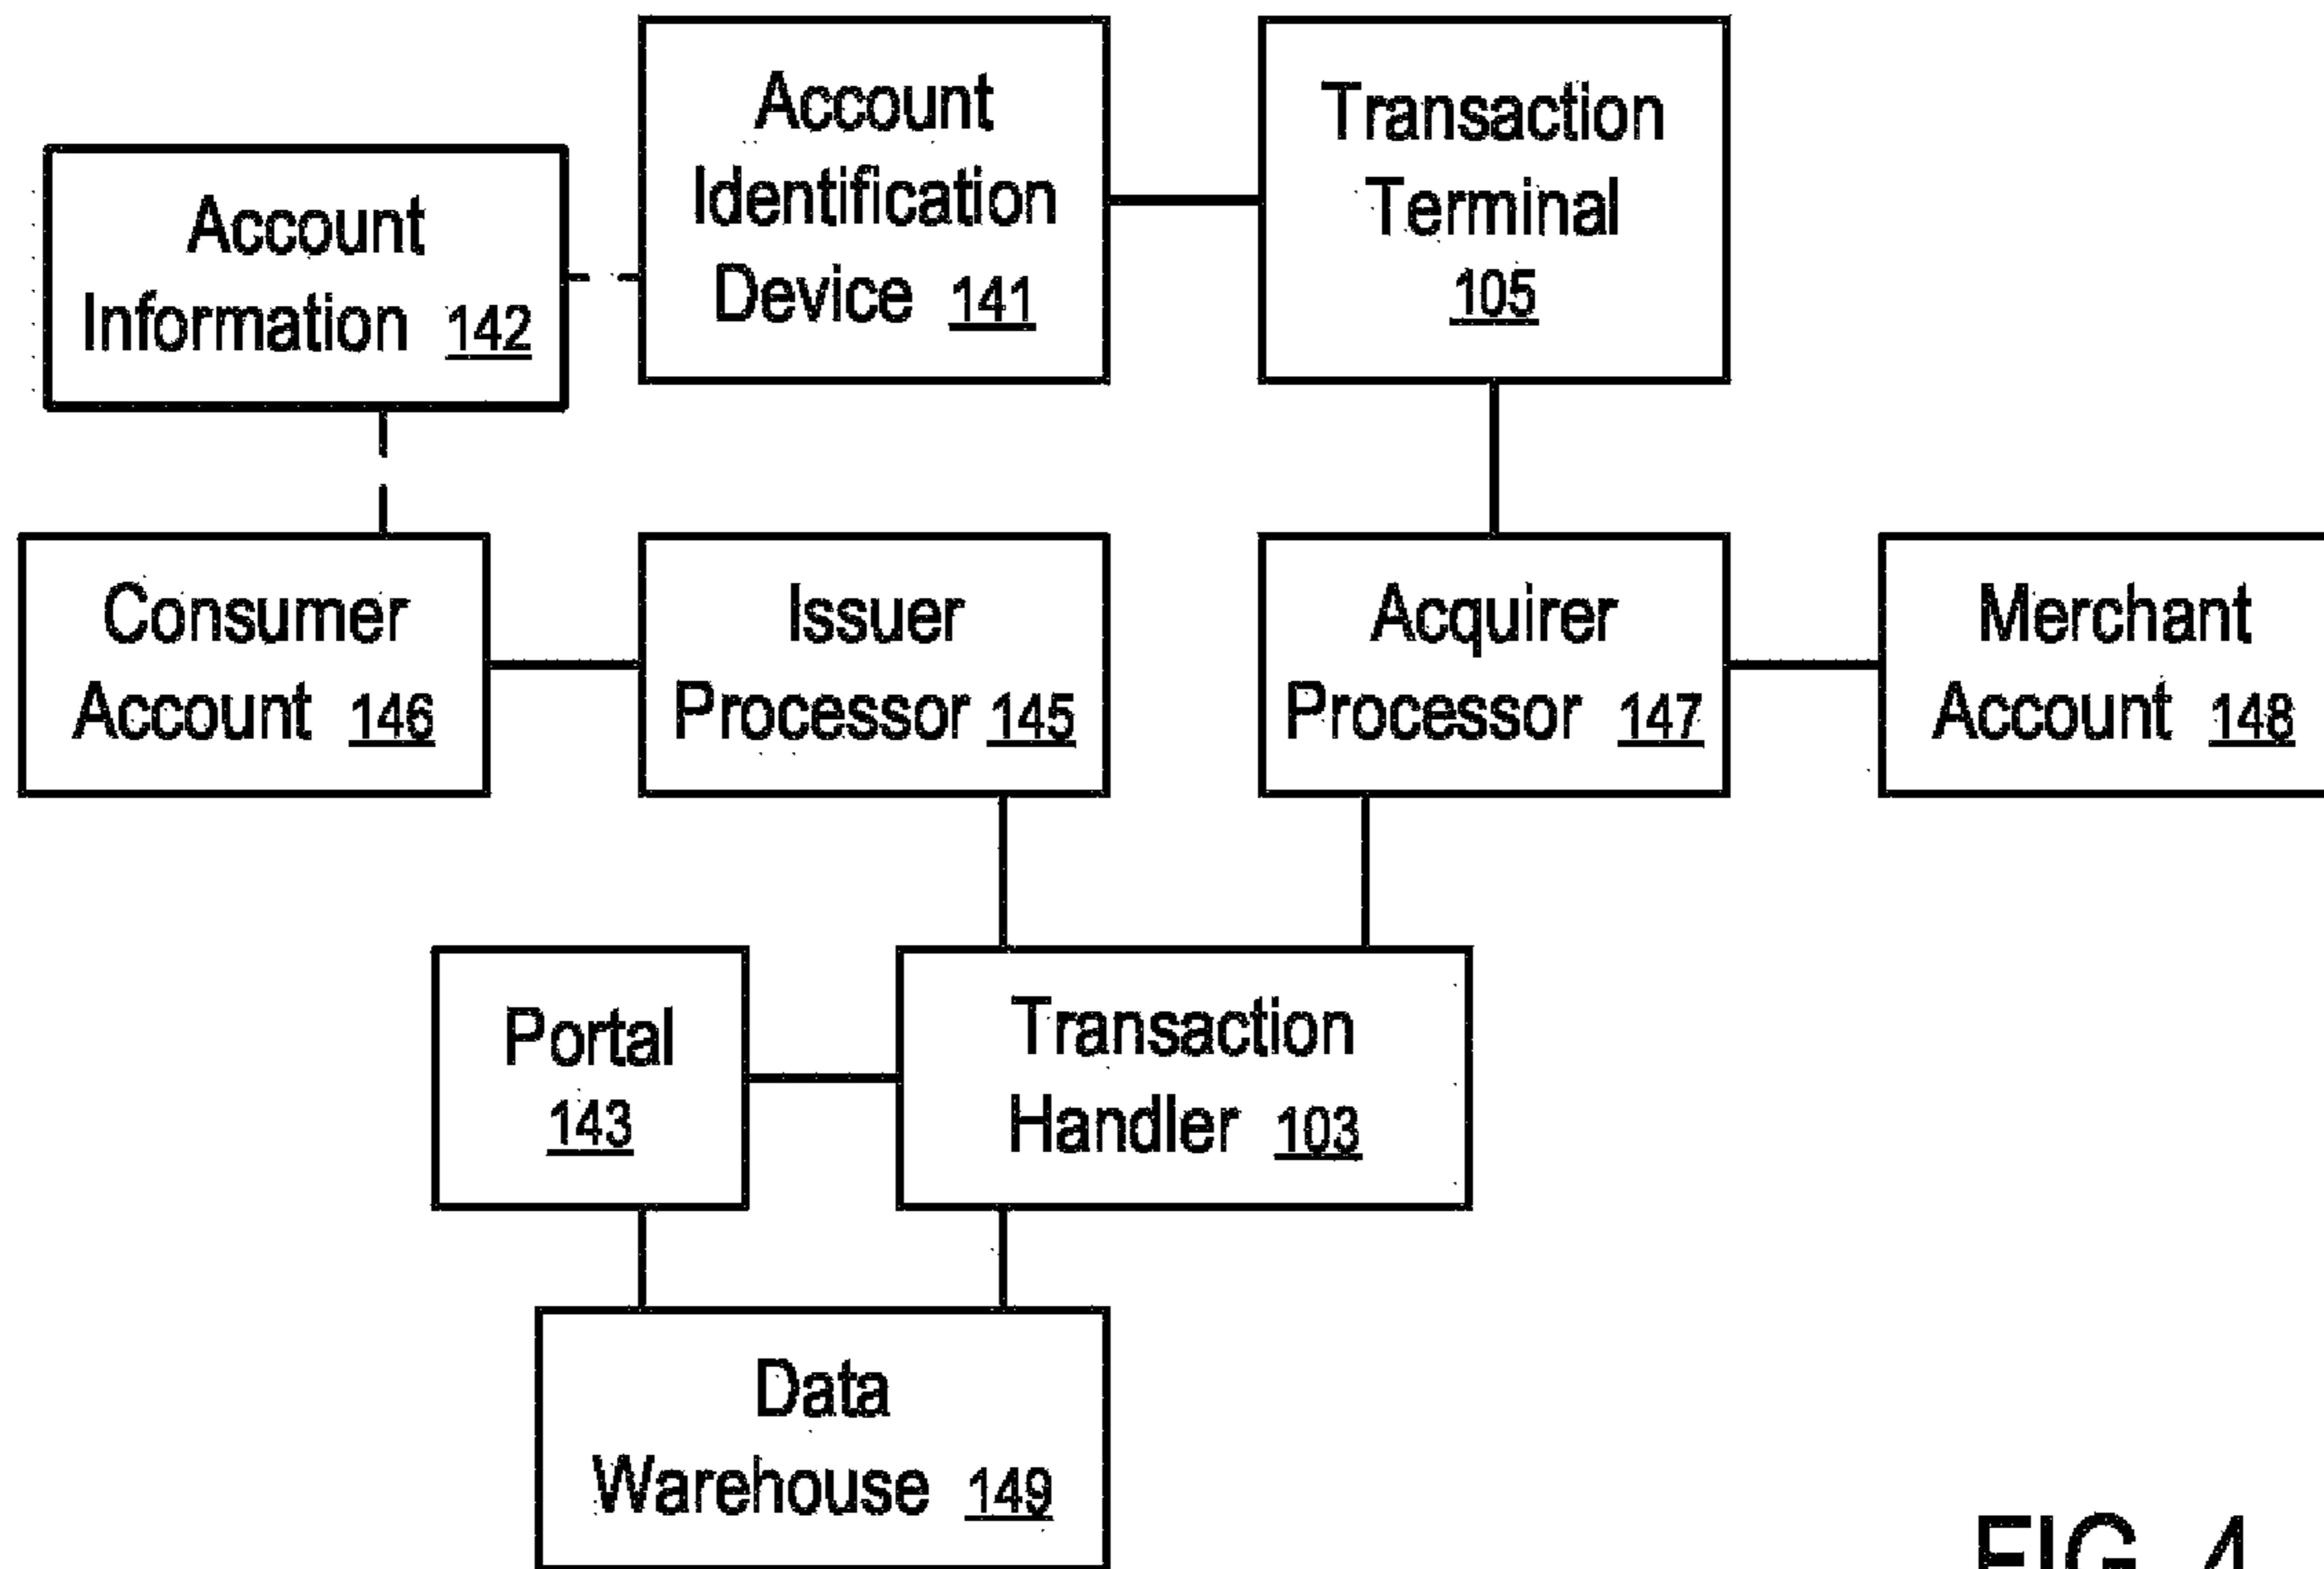 Account
Identification
Device 141
Transaction
Terminal
105
Account
Information 142
Consumer
Account 146
Issuer
Processor 145
Acquirer
Processor 147
Merchant
Account 148
Portal
143
Transaction
Handler 103
Data
Warehouse 149
FIG. 4